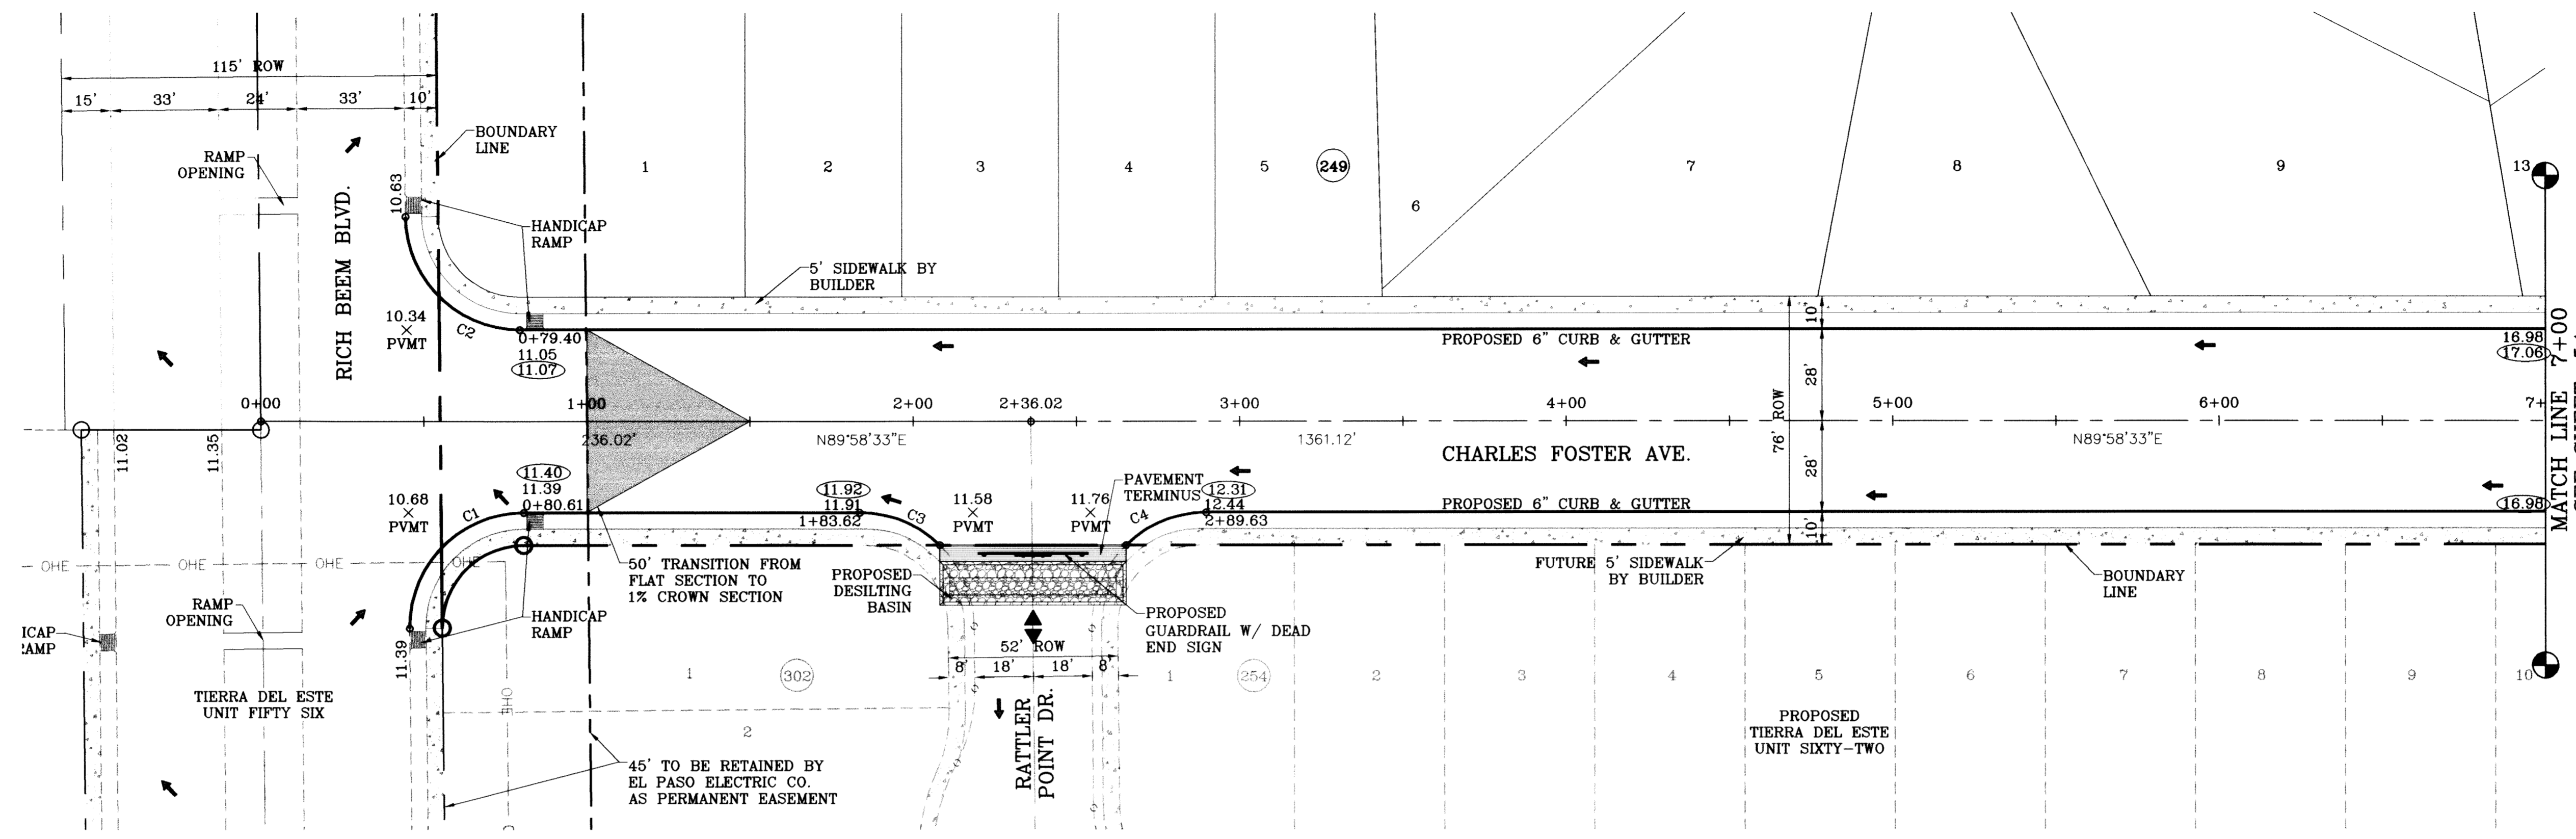 115' ROW
15' 33' 24' 33' 10'
BOUNDARY
LINE
RAMP
OPENING
10.63
RICH BEEM BLVD.
HANDICAP
RAMP
5' SIDEWALK BY
BUILDER
1 2 3 4 5 249 6 7 8 9 13
10.34
PVMT
C2
0+79.40
11.05
11.07
PROPOSED 6" CURB & GUTTER
10'
28'
76' ROW
28'
10'
16.98
17.06
MATCH LINE 7+00
0+00 1+00 2+00 2+36.02 3+00 4+00 5+00 6+00 7+
236.02' N89°58'33"E 1361.12' N89°58'33"E
CHARLES FOSTER AVE.
11.02
11.35
11.40
11.39
0+80.61
10.68
PVMT
C1
11.92
11.91
1+83.62
C3
11.58
PVMT
11.76
PVMT
PAVEMENT
TERMINUS
C4
12.31
12.44
2+89.63
PROPOSED 6" CURB & GUTTER
16.98
OHE OHE OHE OHE
50' TRANSITION FROM
FLAT SECTION TO
1% CROWN SECTION
PROPOSED
DESILTING
BASIN
FUTURE 5' SIDEWALK
BY BUILDER
BOUNDARY
LINE
RAMP
OPENING
HANDICAP
RAMP
ICAP
RAMP
11.39
PROPOSED
GUARDRAIL W/ DEAD
END SIGN
52' ROW
8' 18' 18' 8'
1 302 1 254 2 3 4 5 6 7 8 9 10
OHE
TIERRA DEL ESTE
UNIT FIFTY SIX
2
RATTLER
POINT DR.
PROPOSED
TIERRA DEL ESTE
UNIT SIXTY-TWO
45' TO BE RETAINED BY
EL PASO ELECTRIC CO.
AS PERMANENT EASEMENT